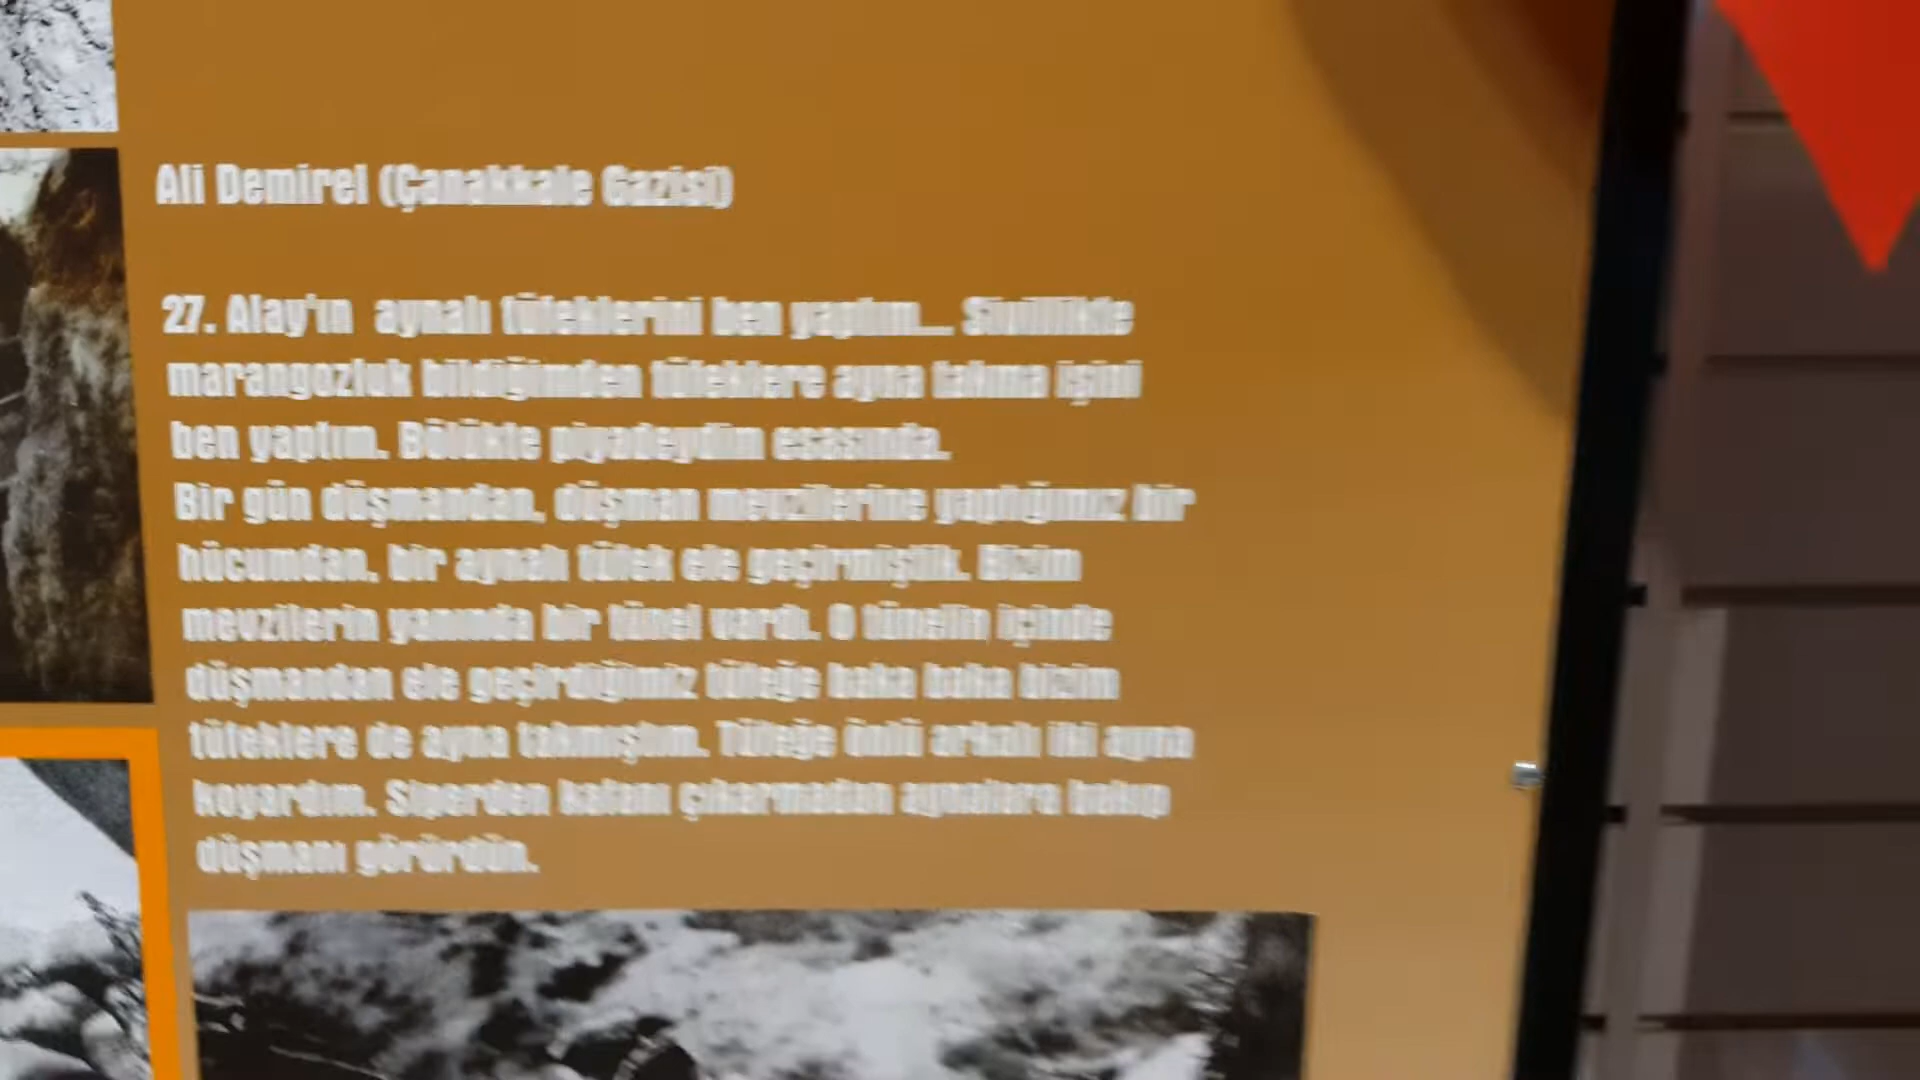 Ali Demirel (Çanakkale Gazisi)
27. Alay'ın aynalı tüfeklerini ben yaptım... Sivillikte
marangozluk bildiğimden tüfeklere ayna takma işini
ben yaptım. Bölükte piyadeydim esasında.
Bir gün düşmandan, düşman mevzilerine yaptığımız bir
hücumdan, bir aynalı tüfek ele geçirmiştik. Bizim
mevzilerin yanında bir tünel vardı. O tünelin içinde
düşmandan ele geçirdiğimiz tüfeğe baka baka bizim
tüfeklere de ayna takmıştım. Tüfeğe önlü arkalı iki ayna
koyardım. Siperden kafanı çıkarmadan aynalara bakıp
düşmanı görürdün.